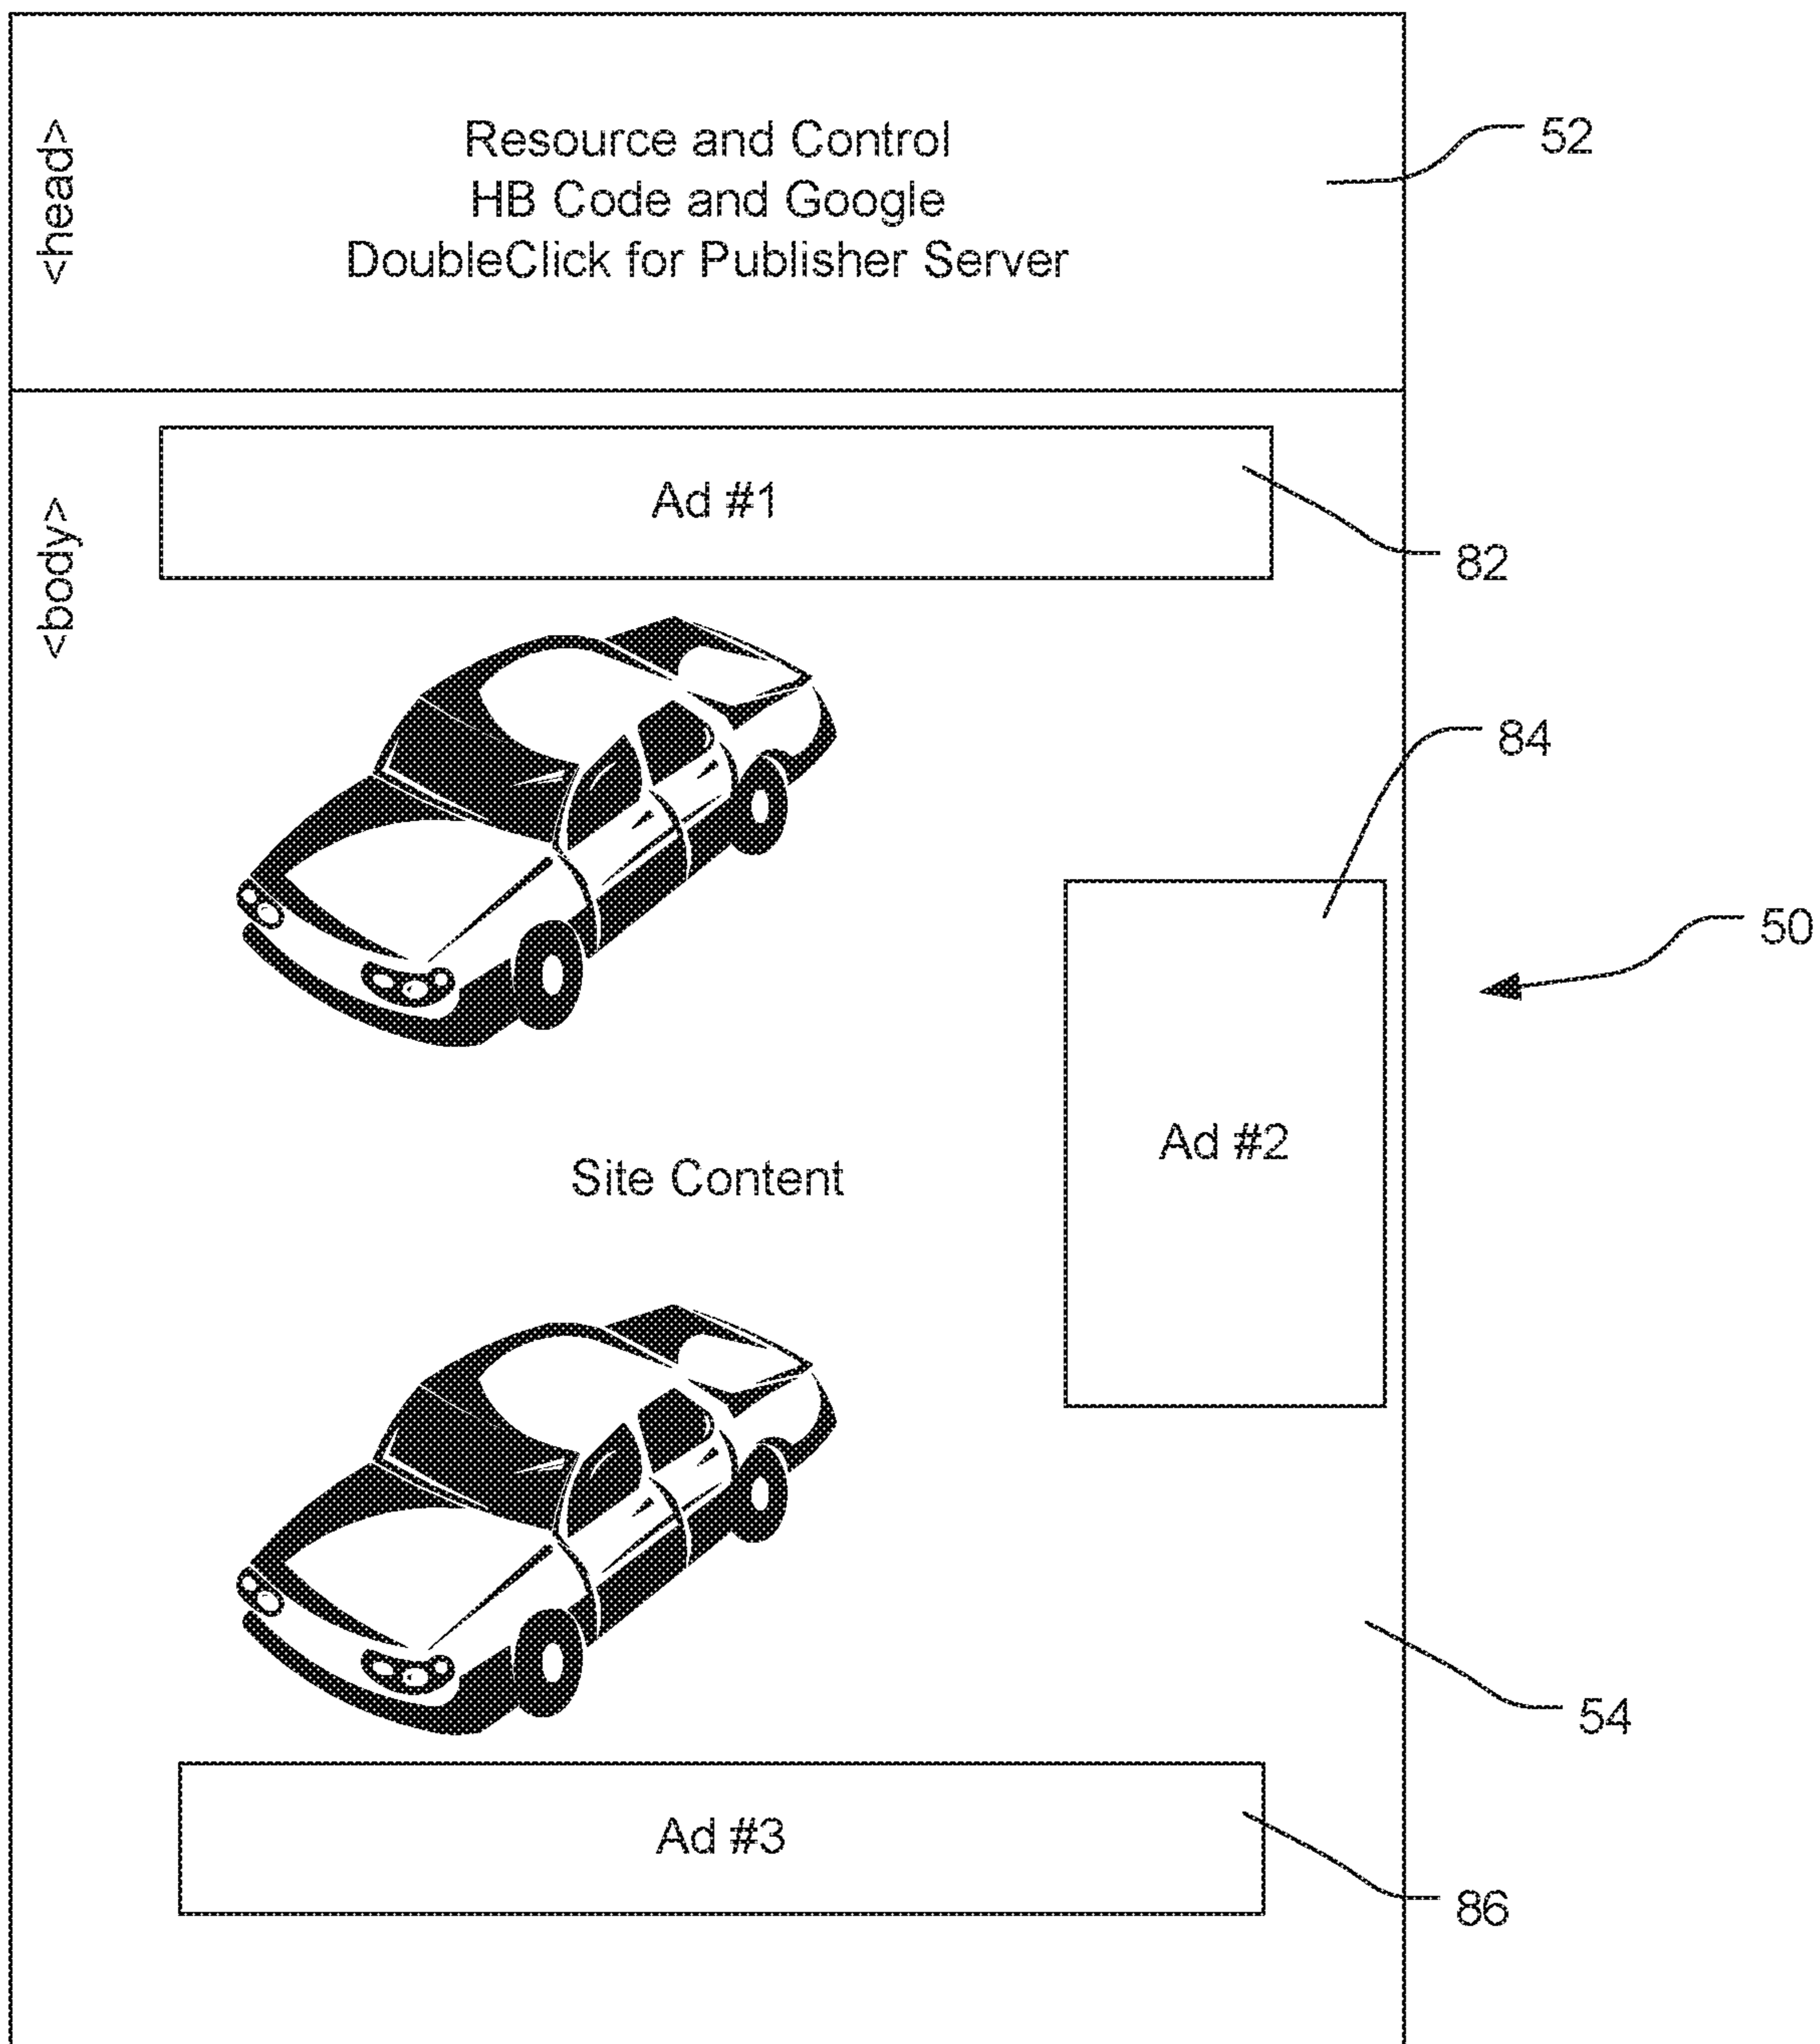 <head>
Resource and Control
HB Code and Google
DoubleClick for Publisher Server
52
<body>
Ad #1
82
84
50
Ad #2
Site Content
54
Ad #3
86